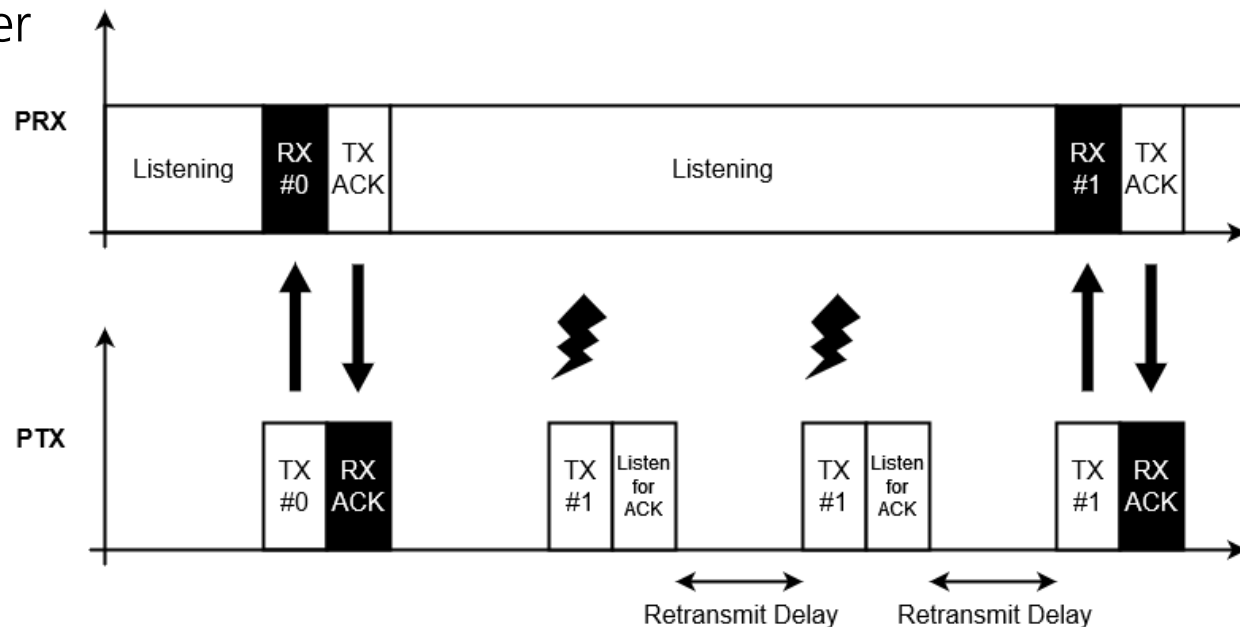 er
PRX
Listening
RX
#0
TX
ACK
Listening
RX
#1
TX
ACK
PTX
TX
#0
RX
ACK
TX
#1
Listen
for
ACK
TX
#1
Listen
for
ACK
TX
#1
RX
ACK
Retransmit Delay
Retransmit Delay